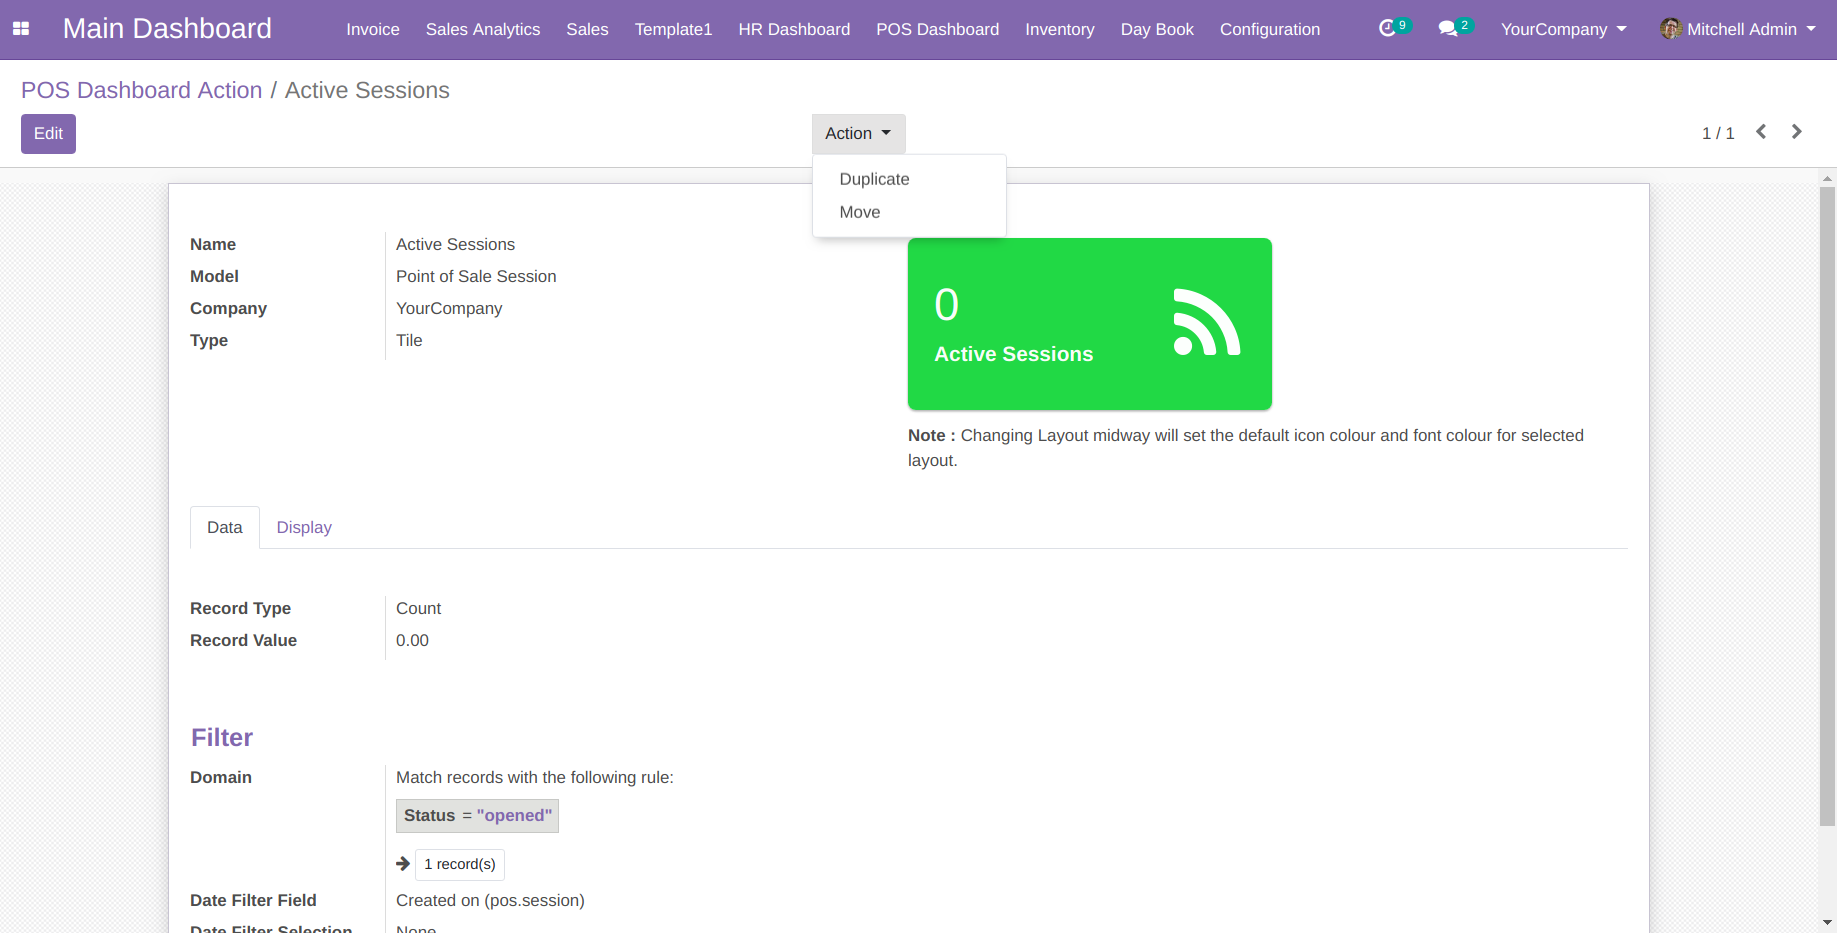 Main Dashboard Invoice Sales Analytics Sales Template1 HR Dashboard POS Dashboard Inventory Day Book Configuration 9 2 YourCompany Mitchell Admin
POS Dashboard Action / Active Sessions
Edit Action 1 / 1
Duplicate
Move
Name Active Sessions
Model Point of Sale Session
Company YourCompany
Type Tile
0
Active Sessions
Note : Changing Layout midway will set the default icon colour and font colour for selected
layout.
Data Display
Record Type Count
Record Value 0.00
Filter
Domain Match records with the following rule:
Status = "opened"
1 record(s)
Date Filter Field Created on (pos.session)
Date Filter Selection None